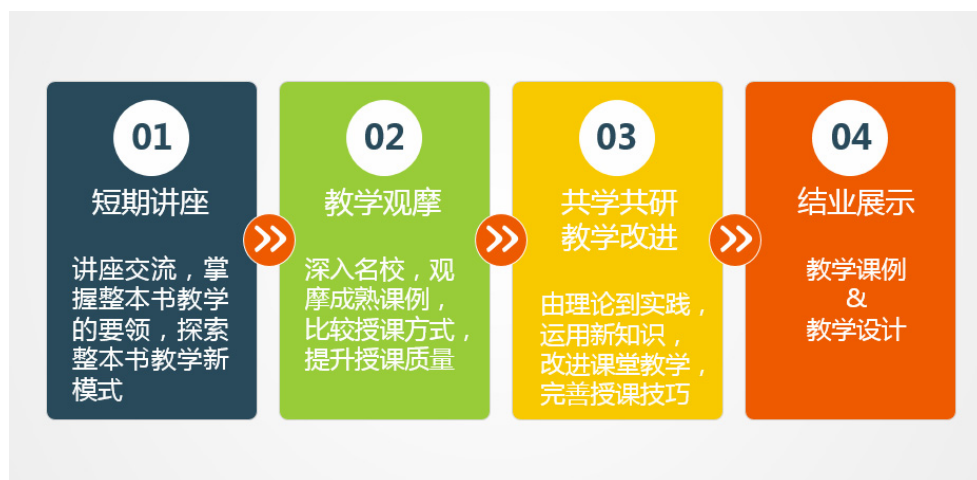 01
短期讲座
讲座交流，掌
握整本书教学
的要领，探索
整本书教学新
模式
02
教学观摩
深入名校，观
摩成熟课例，
比较授课方式，
提升授课质量
03
共学共研
教学改进
由理论到实践，
运用新知识，
改进课堂教学，
完善授课技巧
04
结业展示
教学课例
&
教学设计